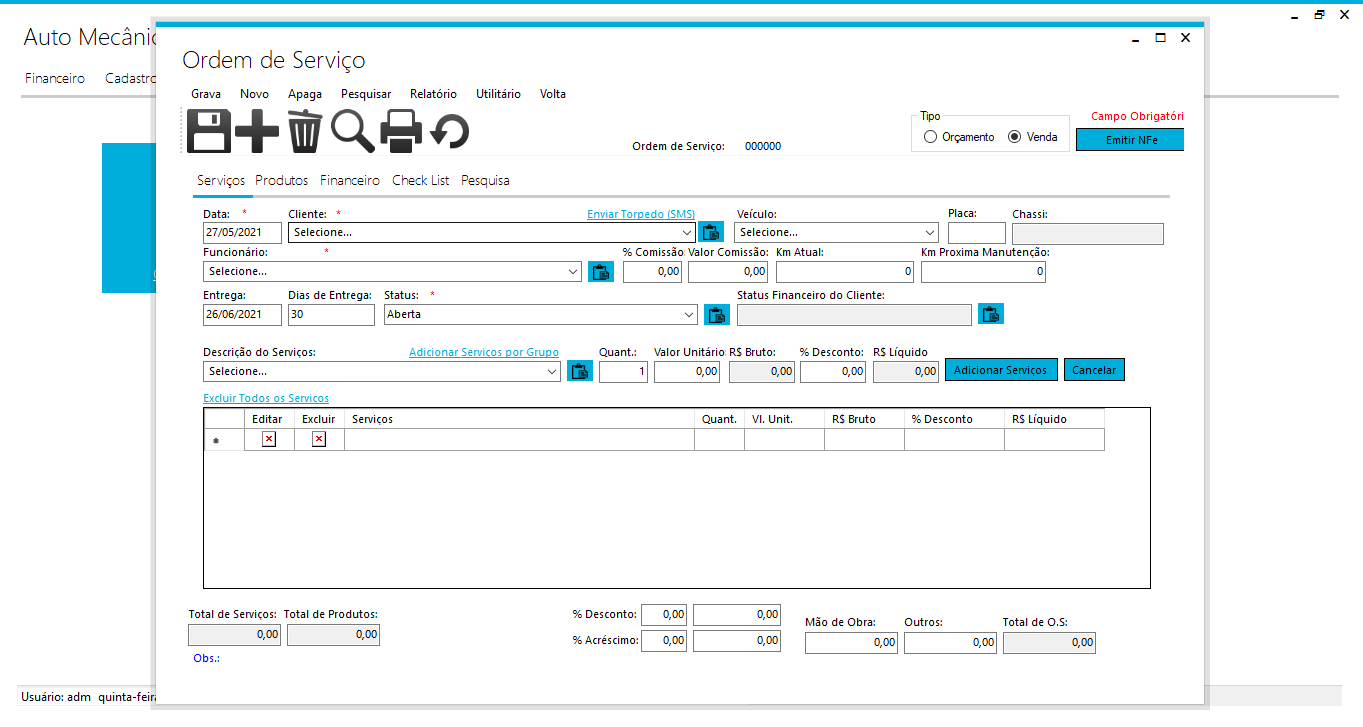 Auto Mecânic
Financeiro Cadastro
Ordem de Serviço
Grava Novo Apaga Pesquisar Relatório Utilitário Volta
Ordem de Serviço: 000000
Tipo
Orçamento Venda
Campo Obrigatóri
Emitir NFe
Serviços Produtos Financeiro Check List Pesquisa
Data: * Cliente: * Enviar Torpedo (SMS) Veículo: Placa: Chassi:
27/05/2021 Selecione... Selecione...
Funcionário: * % Comissão Valor Comissão: Km Atual: Km Proxima Manutenção:
Selecione... 0,00 0,00 0 0
Entrega: Dias de Entrega: Status: * Status Financeiro do Cliente:
26/06/2021 30 Aberta
Descrição do Serviços: Adicionar Servicos por Grupo Quant.: Valor Unitário R$ Bruto: % Desconto: R$ Líquido
Selecione... 1 0,00 0,00 0,00 0,00 Adicionar Serviços Cancelar
Excluir Todos os Servicos
Editar Excluir Serviços Quant. Vl. Unit. R$ Bruto % Desconto R$ Líquido
Total de Serviços: Total de Produtos:
0,00 0,00
% Desconto: 0,00 0,00
% Acréscimo: 0,00 0,00
Mão de Obra: Outros: Total de O.S:
0,00 0,00 0,00
Obs.:
Usuário: adm quinta-feira